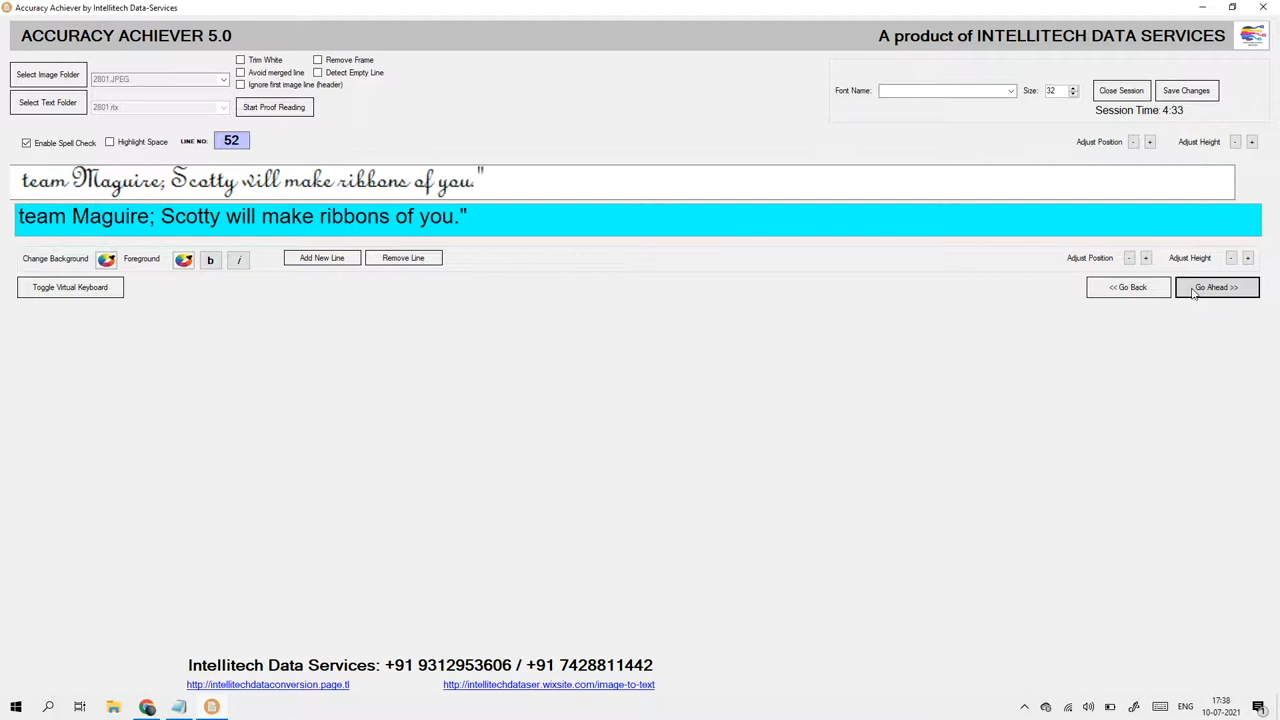 Accuracy Achiever by Intellitech Data-Services
ACCURACY ACHIEVER 5.0
A product of INTELLITECH DATA SERVICES
Select Image Folder
2801.JPEG
Select Text Folder
2801.rtx
Trim White
Remove Frame
Avoid merged line
Detect Empty Line
Ignore first image line (header)
Start Proof Reading
Font Name:
Size: 32
Close Session
Save Changes
Session Time: 4:33
Enable Spell Check
Highlight Space
LINE NO: 52
Adjust Position - +
Adjust Height - +
team Maguire; Scotty will make ribbons of you."
team Maguire; Scotty will make ribbons of you."
Change Background
Foreground
b
i
Add New Line
Remove Line
Adjust Position - +
Adjust Height - +
Toggle Virtual Keyboard
<< Go Back
Go Ahead >>
Intellitech Data Services: +91 9312953606 / +91 7428811442
http://intellitechdataconversion.page.tl
http://intellitechdataser.wixsite.com/image-to-text
ENG
17:38
10-07-2021
1